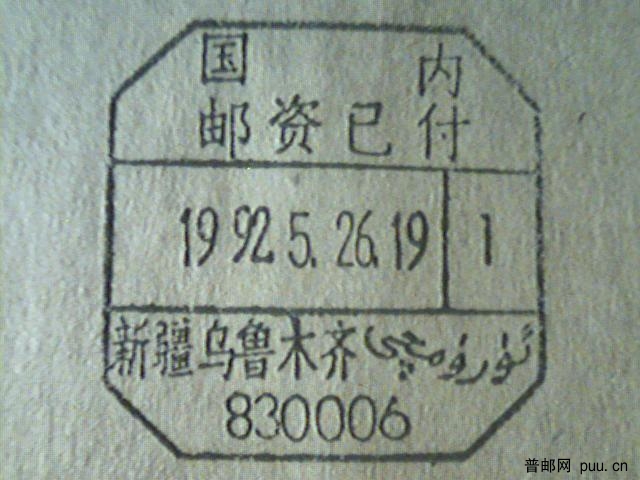 国 内
邮资已付
1992.5.26.19 1
新疆乌鲁木齐 ئۈرۈمچى
830006
普邮网 puu.cn